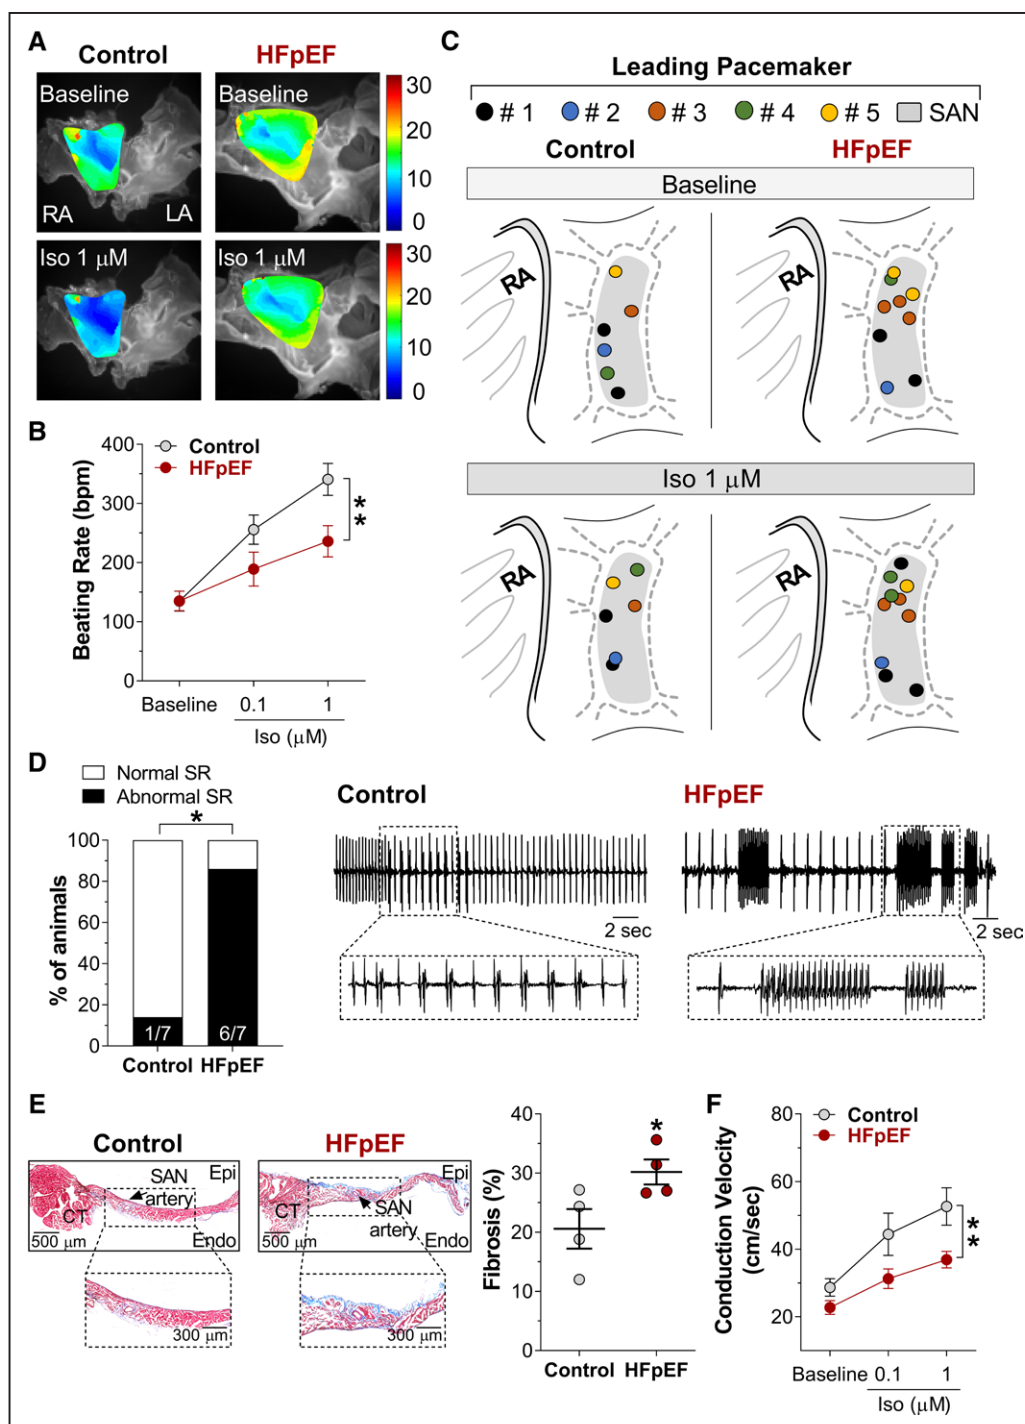 A
Control
HFpEF
Baseline
Baseline
30
20
10
0
RA
LA
Iso 1 μM
Iso 1 μM
30
20
10
0
B
Control
HFpEF
Beating Rate (bpm)
400
300
200
100
0
**
Baseline
0.1
1
Iso (μM)
C
Leading Pacemaker
# 1
# 2
# 3
# 4
# 5
SAN
Control
HFpEF
Baseline
RA
RA
Iso 1 μM
RA
RA
D
Normal SR
Abnormal SR
*
% of animals
100
80
60
40
20
0
1/7
6/7
Control
HFpEF
Control
2 sec
HFpEF
2 sec
E
Control
HFpEF
SAN
artery
Epi
CT
500 μm
Endo
300 μm
Epi
CT
SAN
artery
500 μm
Endo
300 μm
Fibrosis (%)
40
30
20
10
0
*
Control
HFpEF
F
Control
HFpEF
Conduction Velocity
(cm/sec)
80
60
40
20
**
Baseline
0.1
1
Iso (μM)